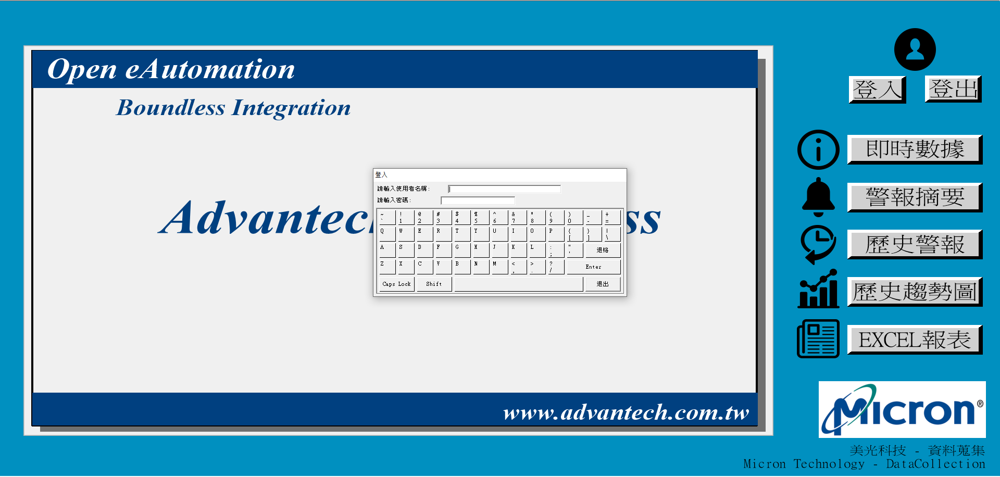 Open eAutomation
Boundless Integration
Advantec
ss
www.advantech.com.tw
登入
請輸入使用者名稱:
請輸入密碼:
~ ! @ # $ % ^ & * ( ) _ +
` 1 2 3 4 5 6 7 8 9 0 - =
Q W E R T Y U I O P { } |
[ ] \
A S D F G H J K L : " 退格
; '
Z X C V B N M < > ? Enter
, . /
Caps Lock Shift 退出
登入 登出
即時數據
警報摘要
歷史警報
歷史趨勢圖
EXCEL報表
Micron®
美光科技 - 資料蒐集
Micron Technology - DataCollection